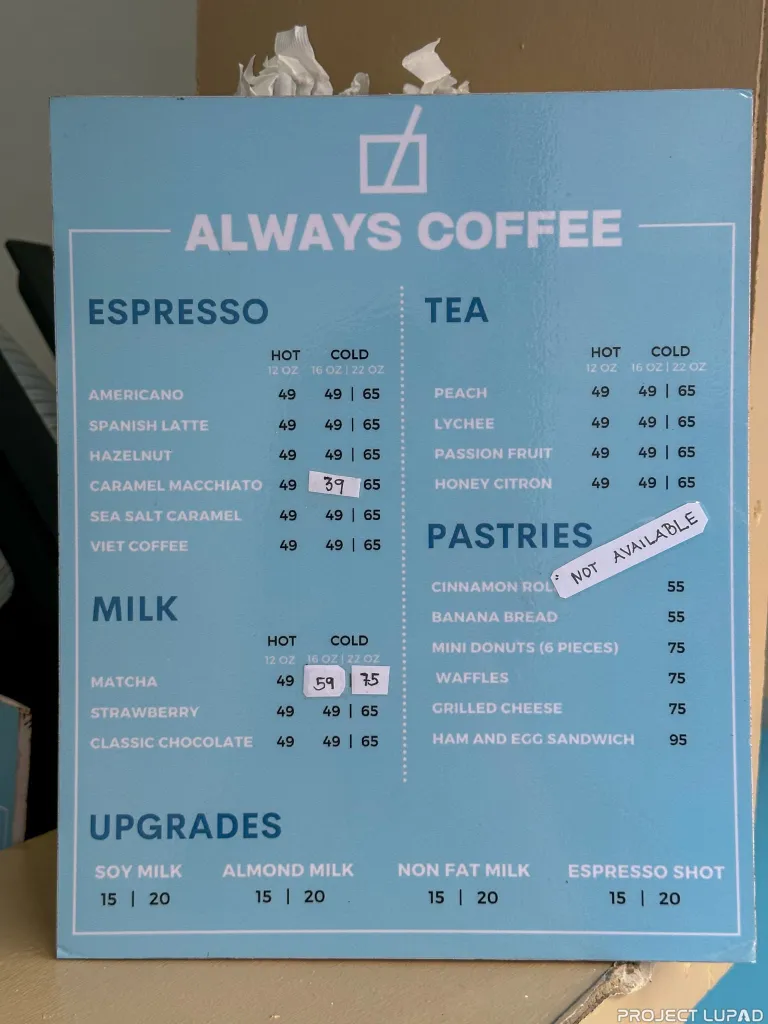 ALWAYS COFFEE
ESPRESSO
HOT COLD
12 OZ 16 OZ | 22 OZ
AMERICANO 49 49 | 65
SPANISH LATTE 49 49 | 65
HAZELNUT 49 49 | 65
CARAMEL MACCHIATO 49 39 65
SEA SALT CARAMEL 49 49 | 65
VIET COFFEE 49 49 | 65
MILK
HOT COLD
12 OZ 16 OZ | 22 OZ
MATCHA 49 59 | 75
STRAWBERRY 49 49 | 65
CLASSIC CHOCOLATE 49 49 | 65
TEA
HOT COLD
12 OZ 16 OZ | 22 OZ
PEACH 49 49 | 65
LYCHEE 49 49 | 65
PASSION FRUIT 49 49 | 65
HONEY CITRON 49 49 | 65
PASTRIES
: NOT AVAILABLE
CINNAMON ROL 55
BANANA BREAD 55
MINI DONUTS (6 PIECES) 75
WAFFLES 75
GRILLED CHEESE 75
HAM AND EGG SANDWICH 95
UPGRADES
SOY MILK ALMOND MILK NON FAT MILK ESPRESSO SHOT
15 | 20 15 | 20 15 | 20 15 | 20
PROJECT LUPAD